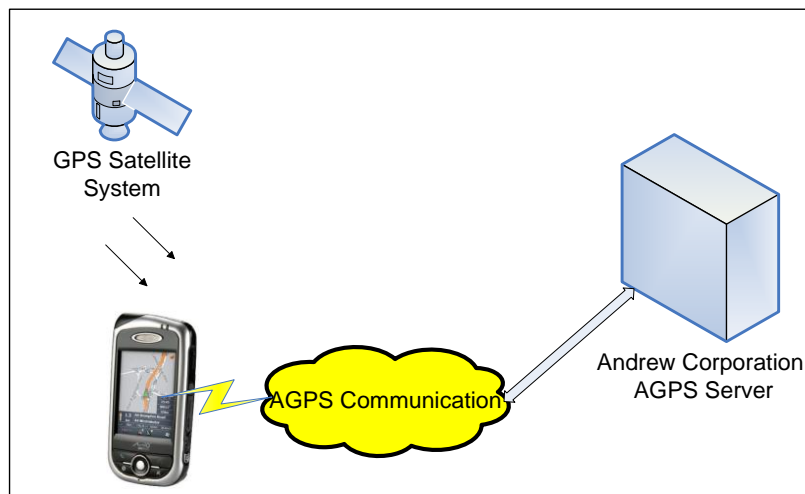 GPS Satellite
System
AGPS Communication
Andrew Corporation
AGPS Server